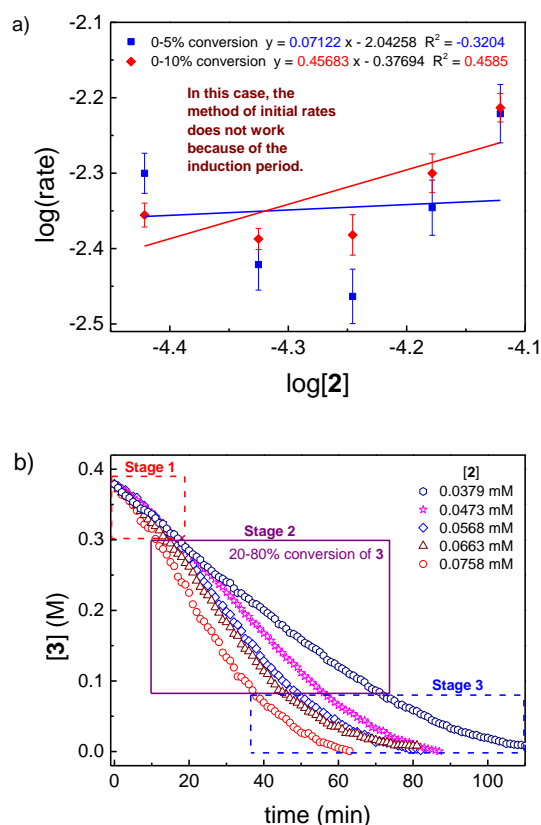 a)
-2.1
-2.2
-2.3
-2.4
-2.5
log(rate)
0-5% conversion y = 0.07122 x - 2.04258 R² = -0.3204
0-10% conversion y = 0.45683 x - 0.37694 R² = 0.4585
In this case, the
method of initial rates
does not work
because of the
induction period.
-4.4 -4.3 -4.2 -4.1
log[2]
b)
0.4
0.3
0.2
0.1
0.0
[3] (M)
Stage 1
Stage 2
20-80% conversion of 3
Stage 3
[2]
0.0379 mM
0.0473 mM
0.0568 mM
0.0663 mM
0.0758 mM
0 20 40 60 80 100
time (min)